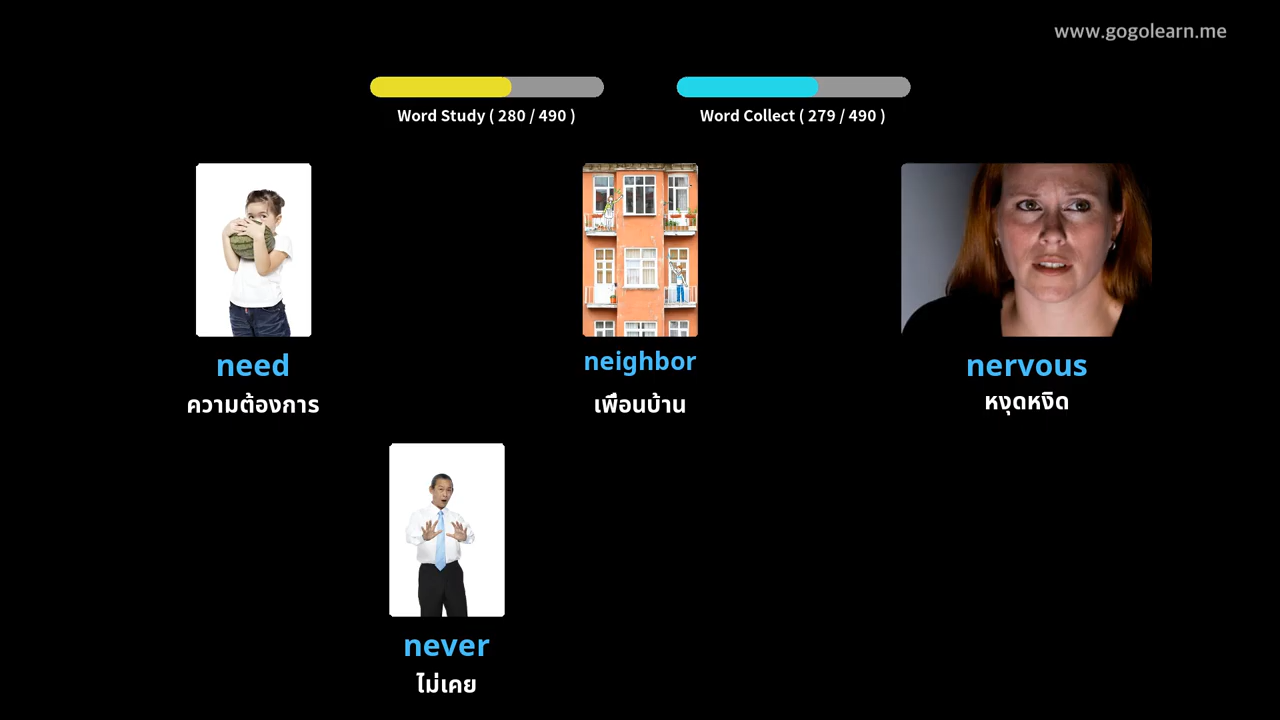 www.gogolearn.me
Word Study ( 280 / 490 )
Word Collect ( 279 / 490 )
need
ความต้องการ
neighbor
เพื่อนบ้าน
nervous
หงุดหงิด
never
ไม่เคย